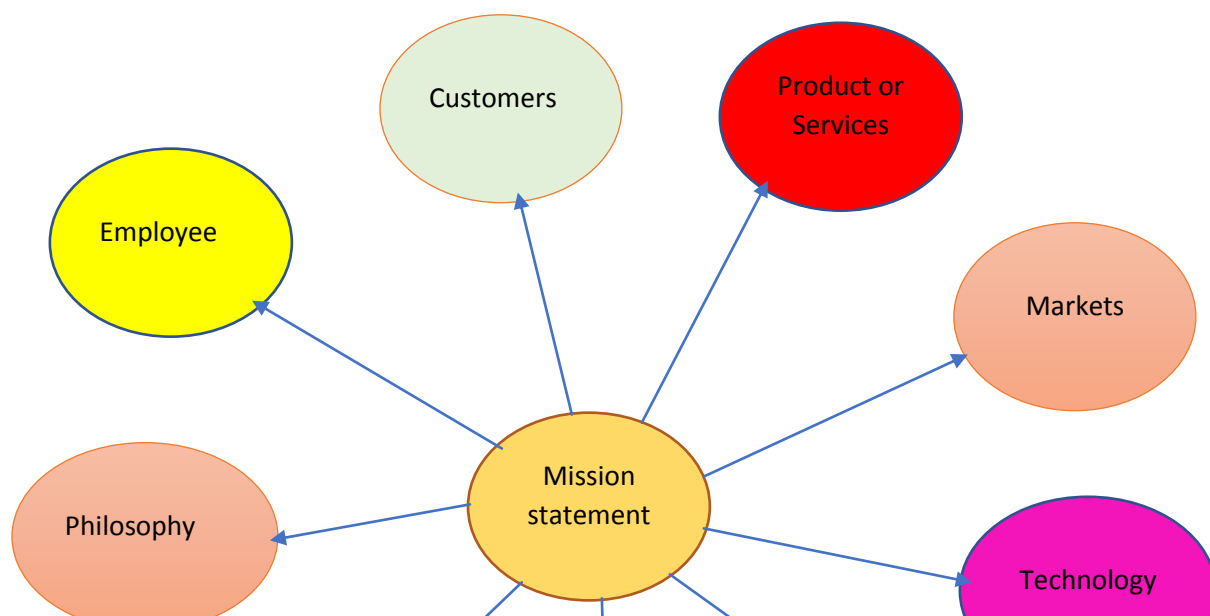 Customers
Product or
Services
Employee
Markets
Mission
statement
Philosophy
Technology